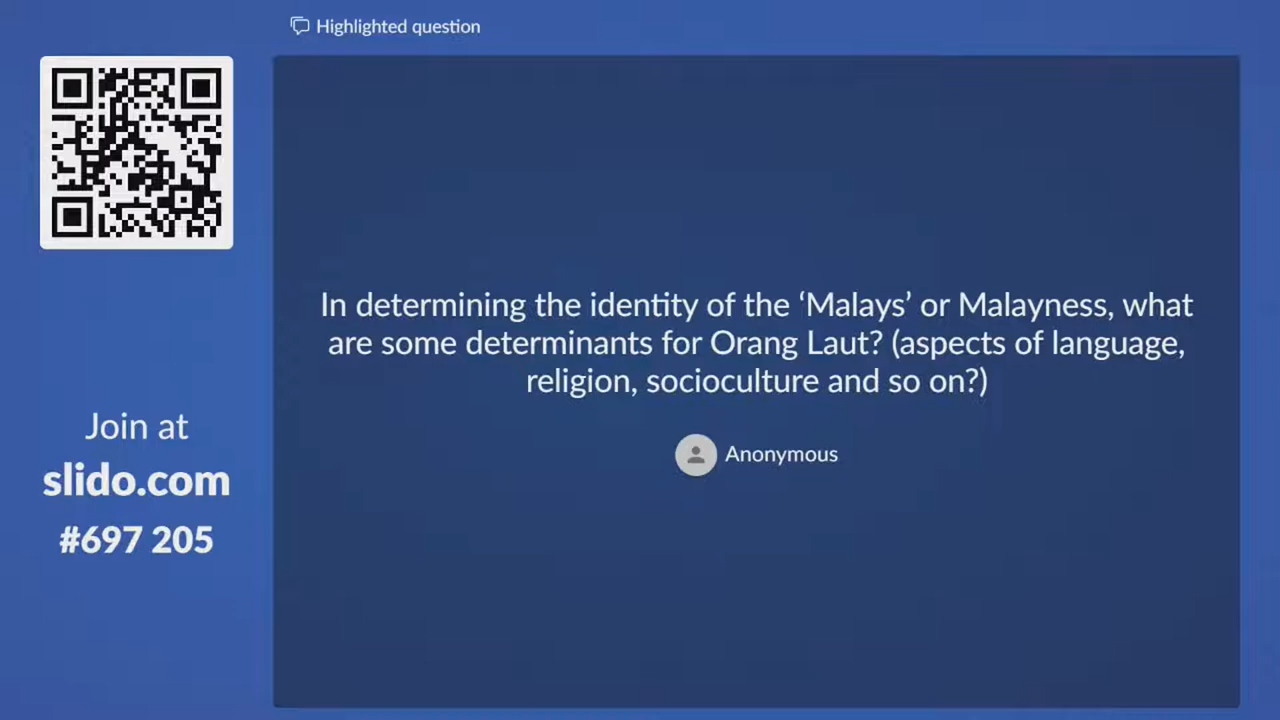 Highlighted question
In determining the identity of the ‘Malays’ or Malayness, what
are some determinants for Orang Laut? (aspects of language,
religion, socioculture and so on?)
Anonymous
Join at
slido.com
#697 205